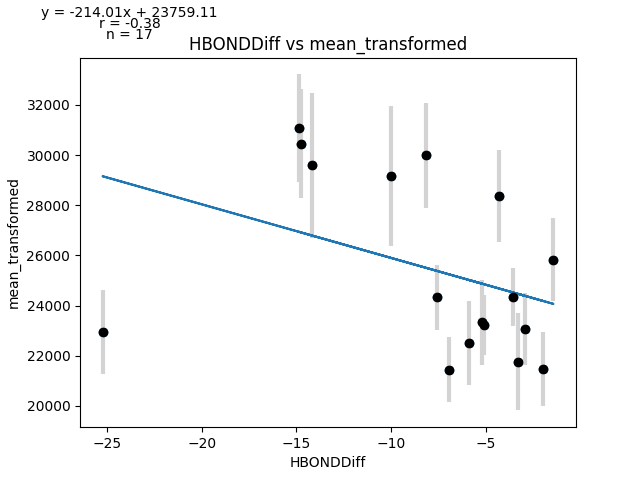 y = -214.01x + 23759.11
r = -0.38
n = 17
HBONDDiff vs mean_transformed
mean_transformed
32000
30000
28000
26000
24000
22000
20000
−25
−20
−15
−10
−5
HBONDDiff